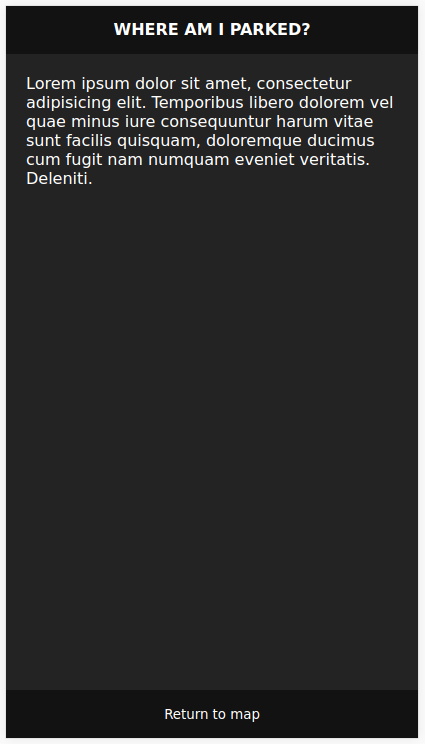 WHERE AM I PARKED?
Lorem ipsum dolor sit amet, consectetur
adipisicing elit. Temporibus libero dolorem vel
quae minus iure consequuntur harum vitae
sunt facilis quisquam, doloremque ducimus
cum fugit nam numquam eveniet veritatis.
Deleniti.
Return to map